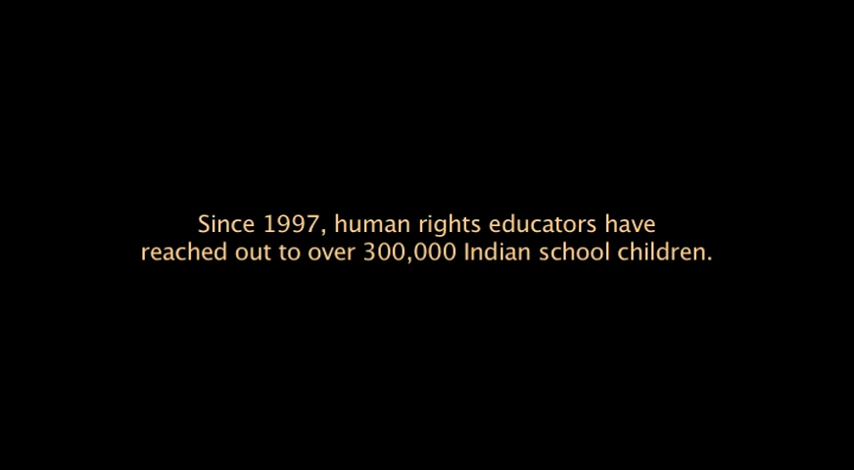 Since 1997, human rights educators have
reached out to over 300,000 Indian school children.